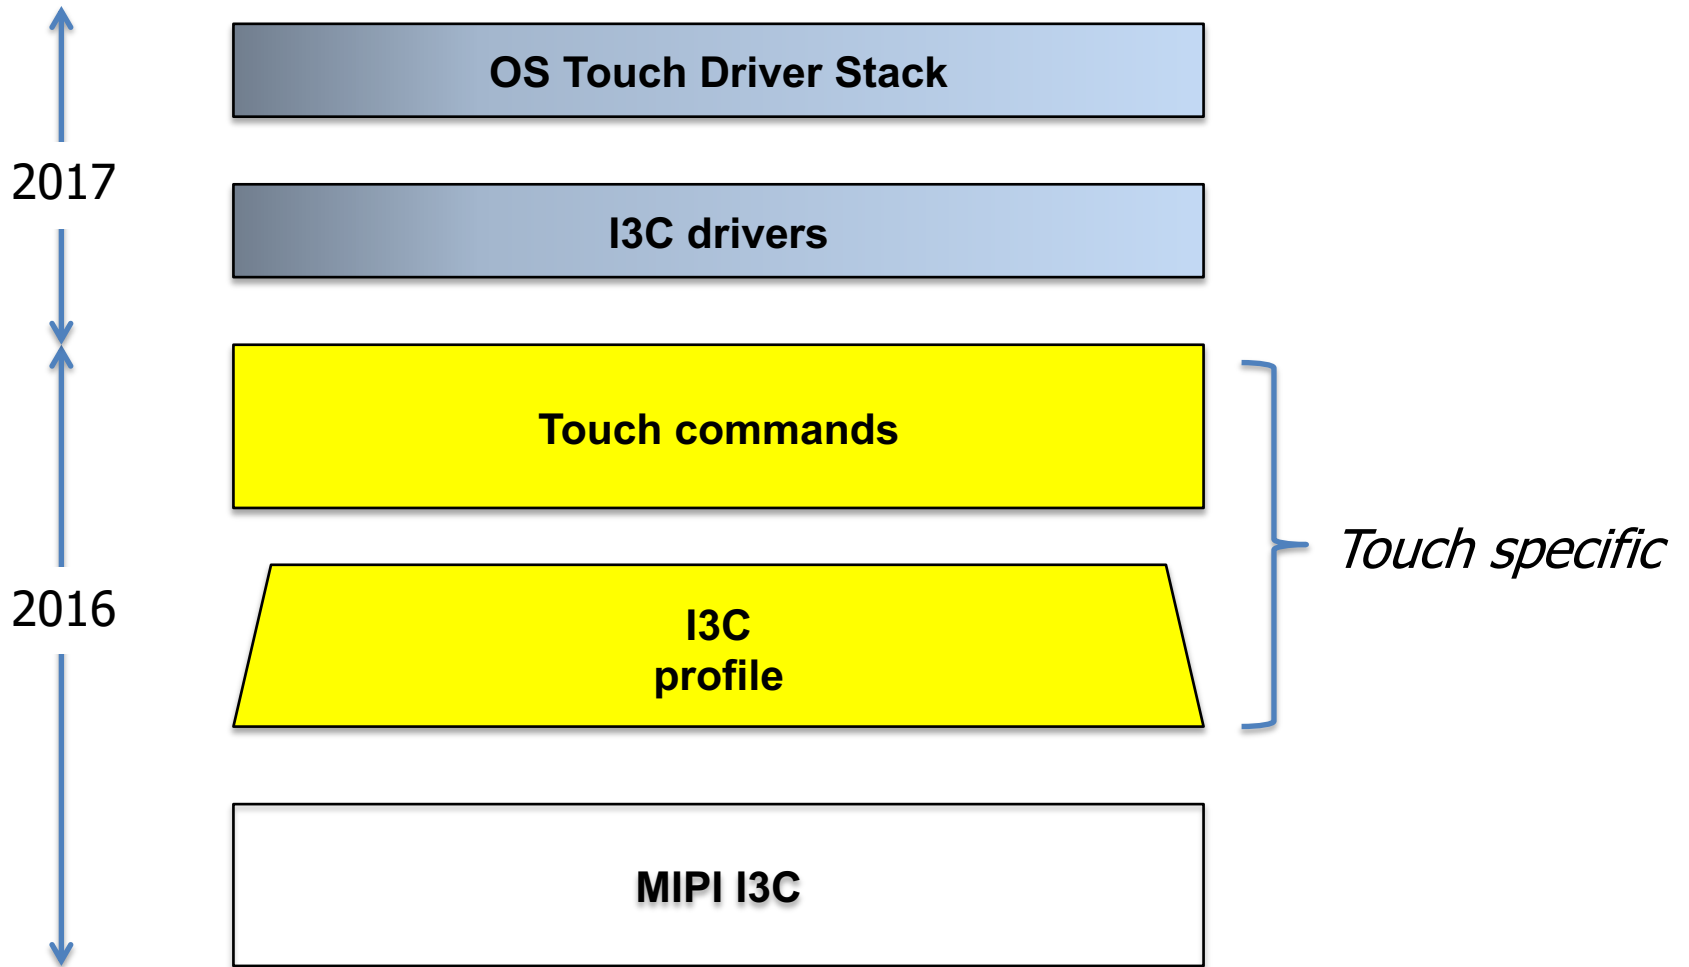 OS Touch Driver Stack
2017
I3C drivers
Touch commands
Touch specific
2016
I3C
profile
MIPI I3C